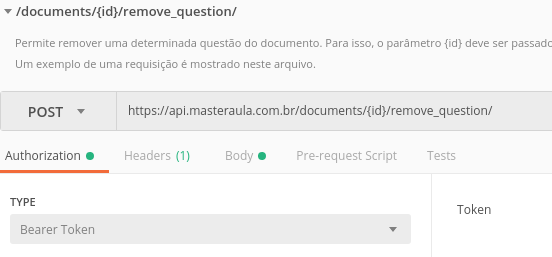 /documents/{id}/remove_question/
Permite remover uma determinada questão do documento. Para isso, o parâmetro {id} deve ser passado
Um exemplo de uma requisição é mostrado neste arquivo.
POST https://api.masteraula.com.br/documents/{id}/remove_question/
Authorization Headers (1) Body Pre-request Script Tests
TYPE
Token
Bearer Token